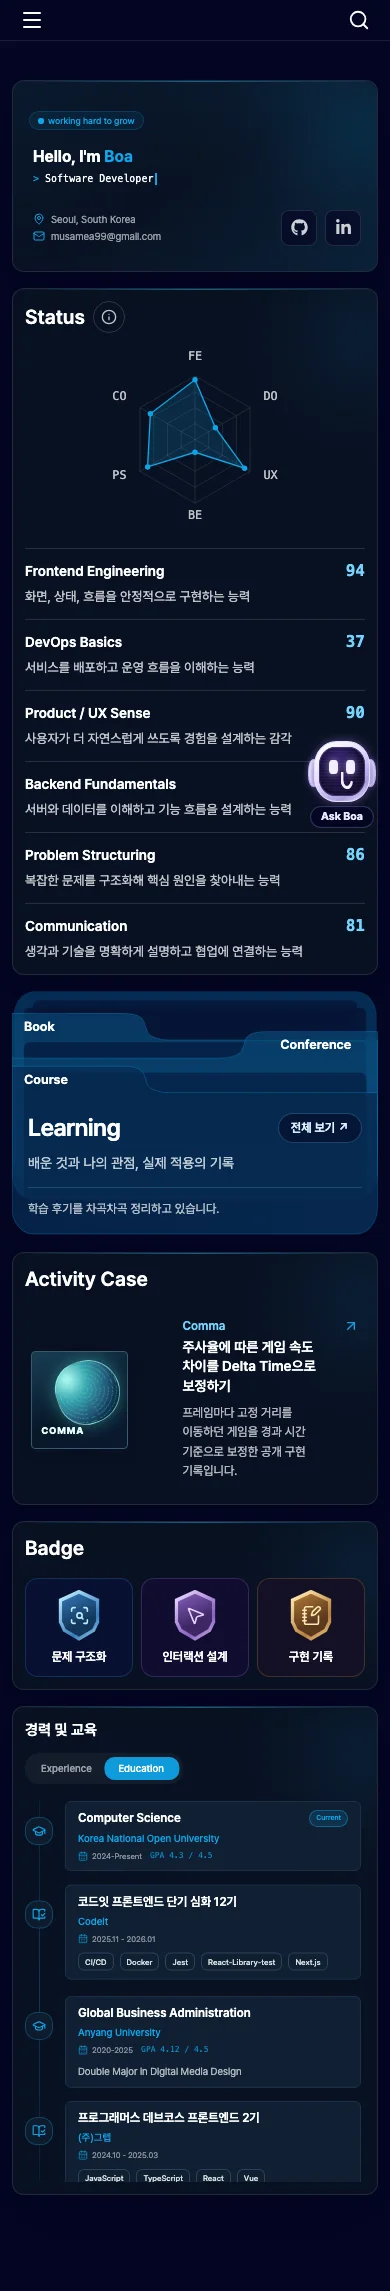 working hard to grow
Hello, I'm Boa
> Software Developer
Seoul, South Korea
musamea99@gmail.com
Status
FE
CO
DO
PS
UX
BE
Frontend Engineering 94
화면, 상태, 흐름을 안정적으로 구현하는 능력
DevOps Basics 37
서비스를 배포하고 운영 흐름을 이해하는 능력
Product / UX Sense 90
사용자가 더 자연스럽게 쓰도록 경험을 설계하는 감각
Backend Fundamentals
서버와 데이터를 이해하고 기능 흐름을 설계하는 능력
Ask Boa
Problem Structuring 86
복잡한 문제를 구조화해 핵심 원인을 찾아내는 능력
Communication 81
생각과 기술을 명확하게 설명하고 협업에 연결하는 능력
Book
Conference
Course
Learning
전체 보기 ↗
배운 것과 나의 관점, 실제 적용의 기록
학습 후기를 차곡차곡 정리하고 있습니다.
Activity Case
COMMA
Comma
주사율에 따른 게임 속도
차이를 Delta Time으로
보정하기
프레임마다 고정 거리를
이동하던 게임을 경과 시간
기준으로 보정한 공개 구현
기록입니다.
Badge
문제 구조화
인터랙션 설계
구현 기록
경력 및 교육
Experience
Education
Computer Science
Current
Korea National Open University
2024-Present GPA 4.3 / 4.5
코드잇 프론트엔드 단기 심화 12기
Codeit
2025.11 - 2026.01
CI/CD Docker Jest React-Library-test Next.js
Global Business Administration
Anyang University
2020-2025 GPA 4.12 / 4.5
Double Major in Digital Media Design
프로그래머스 데브코스 프론트엔드 2기
(주)그렙
2024.10 - 2025.03
JavaScript TypeScript React Vue